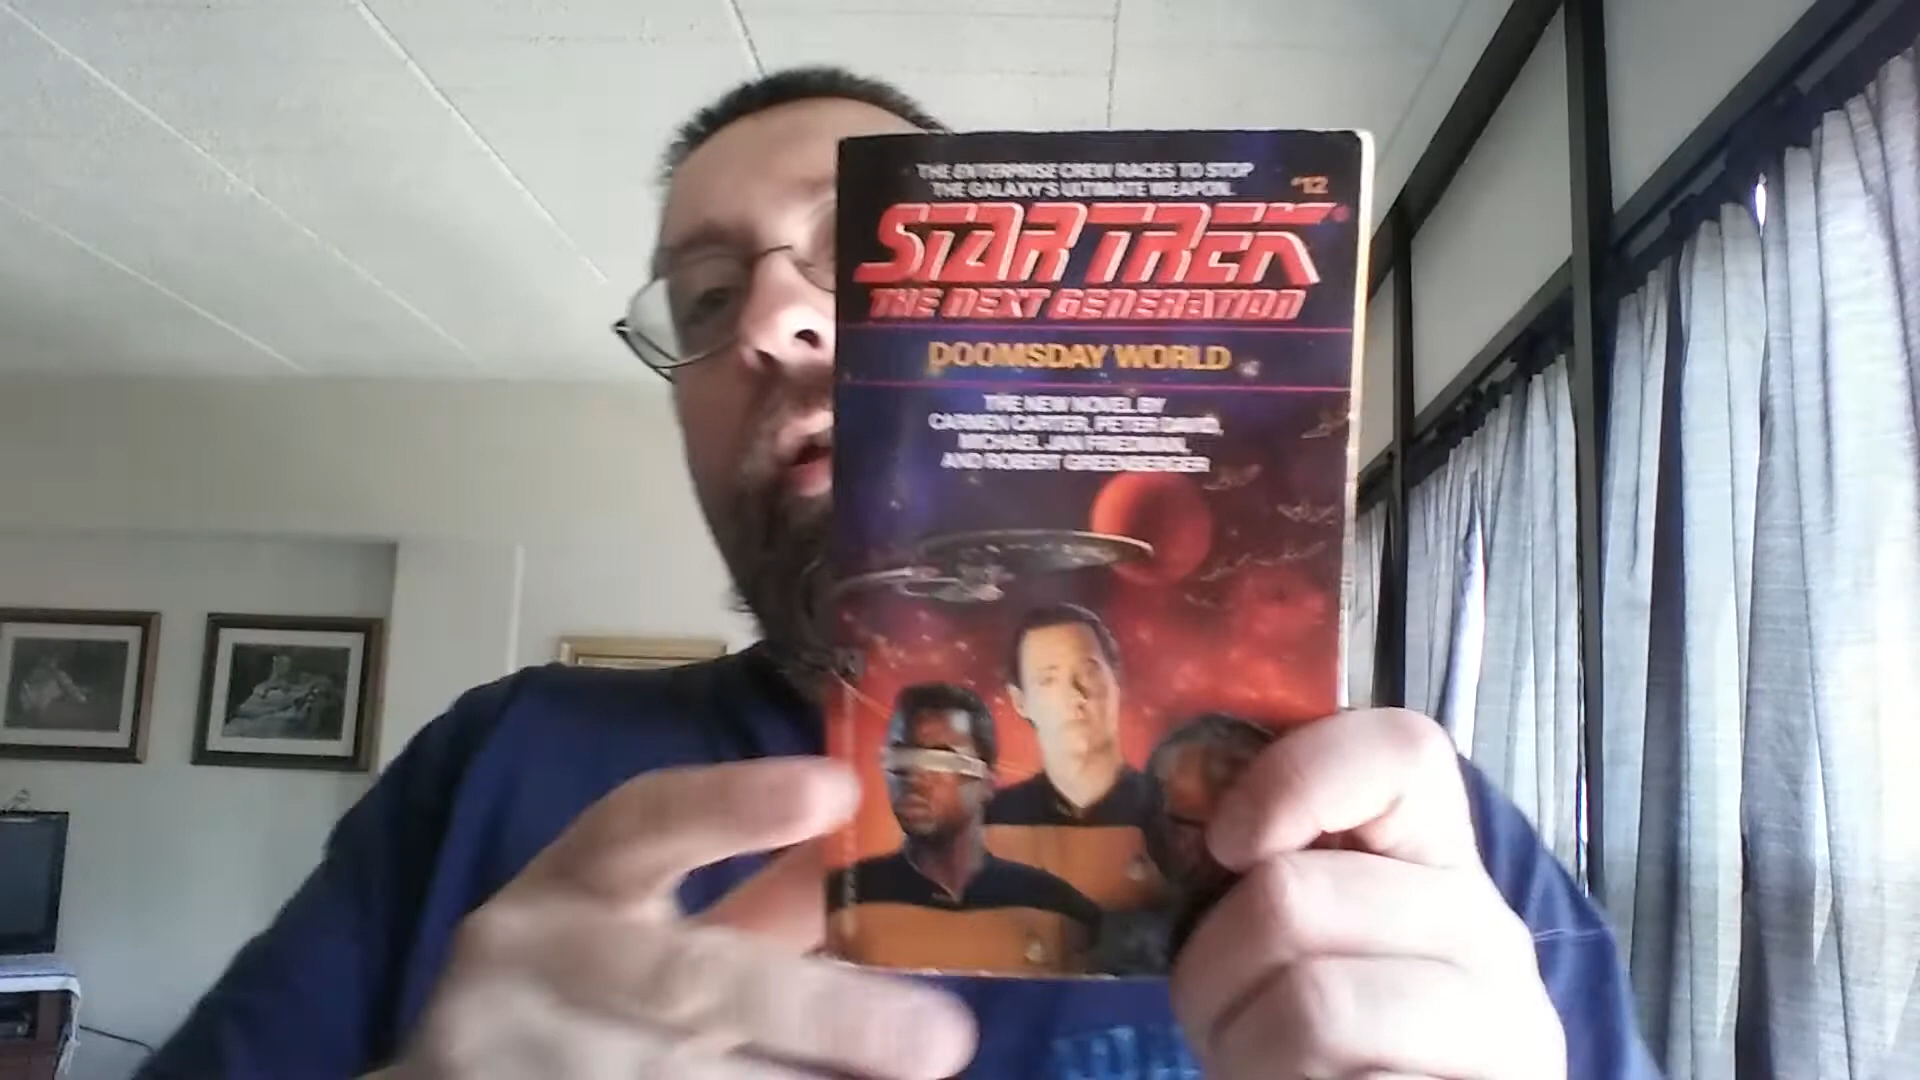 THE ENTERPRISE CREW RACES TO STOP
THE GALAXY'S ULTIMATE WEAPON.
#12
STAR TREK®
THE NEXT GENERATION
DOOMSDAY WORLD
THE NEW NOVEL BY
CARMEN CARTER, PETER DAVID,
MICHAEL JAN FRIEDMAN,
AND ROBERT GREENBERGER